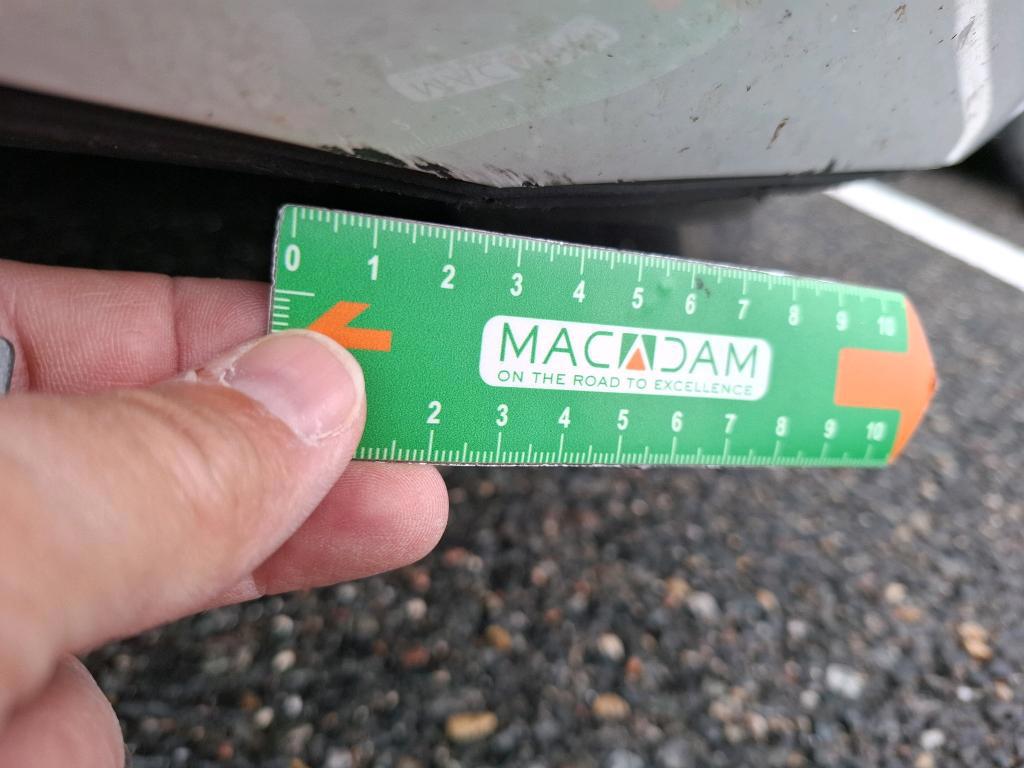 0 1 2 3 4 5 6 7 8 9 10
MACADAM
ON THE ROAD TO EXCELLENCE
2 3 4 5 6 7 8 9 10